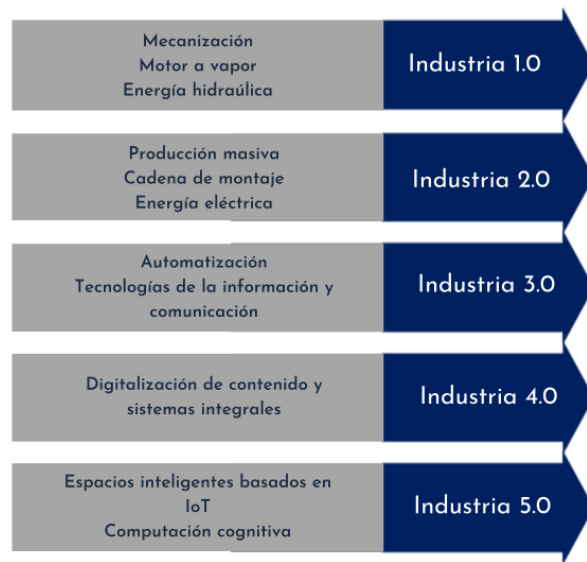 Mecanización
Motor a vapor
Energía hidraúlica
Industria 1.0
Producción masiva
Cadena de montaje
Energía eléctrica
Industria 2.0
Automatización
Tecnologías de la información y
comunicación
Industria 3.0
Digitalización de contenido y
sistemas integrales
Industria 4.0
Espacios inteligentes basados en
IoT
Computación cognitiva
Industria 5.0